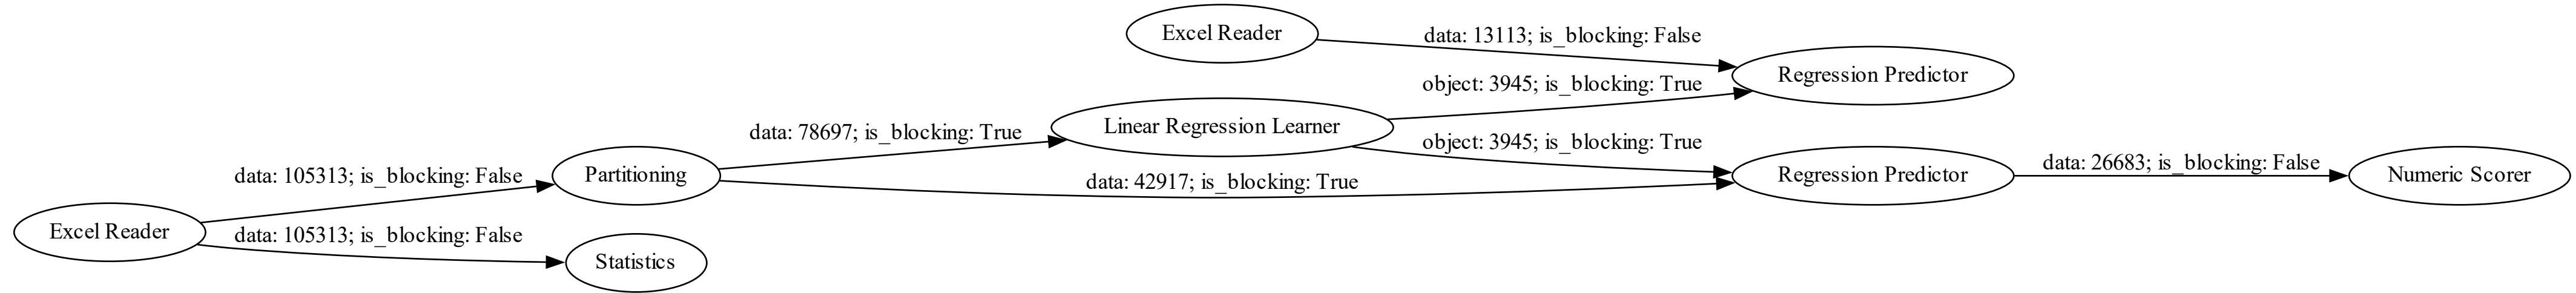 Excel Reader
data: 13113; is_blocking: False
Regression Predictor
object: 3945; is_blocking: True
Linear Regression Learner
data: 78697; is_blocking: True
object: 3945; is_blocking: True
data: 105313; is_blocking: False
Partitioning
data: 42917; is_blocking: True
Regression Predictor
data: 26683; is_blocking: False
Numeric Scorer
Excel Reader
data: 105313; is_blocking: False
Statistics